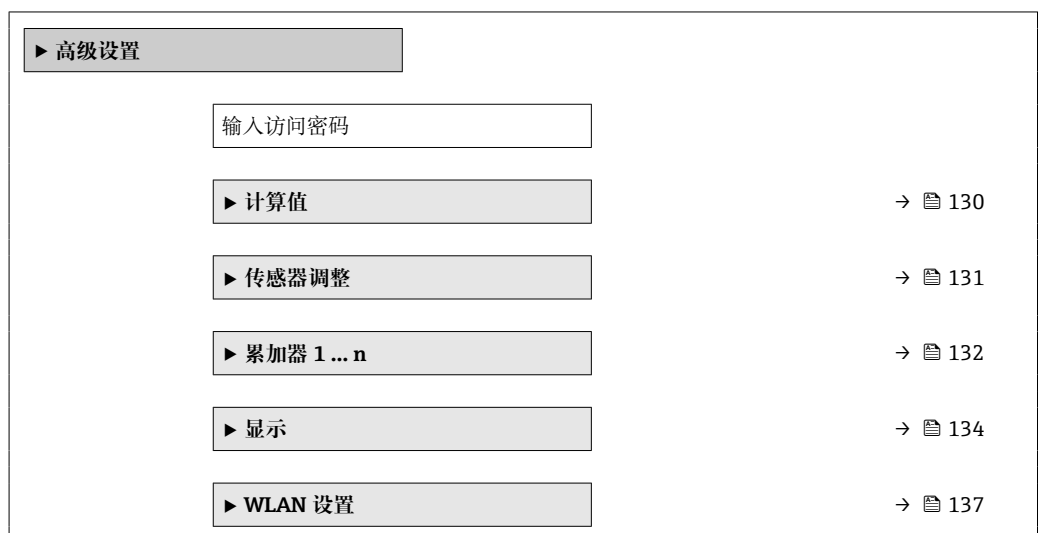 ▶ 高级设置
输入访问密码
▶ 计算值 → 🖹 130
▶ 传感器调整 → 🖹 131
▶ 累加器 1 ... n → 🖹 132
▶ 显示 → 🖹 134
▶ WLAN 设置 → 🖹 137